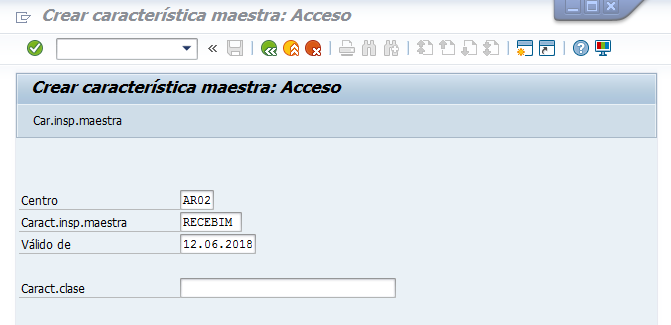 Crear característica maestra: Acceso
Crear característica maestra: Acceso
Car.insp.maestra
Centro AR02
Caract.insp.maestra RECEBIM
Válido de 12.06.2018
Caract.clase